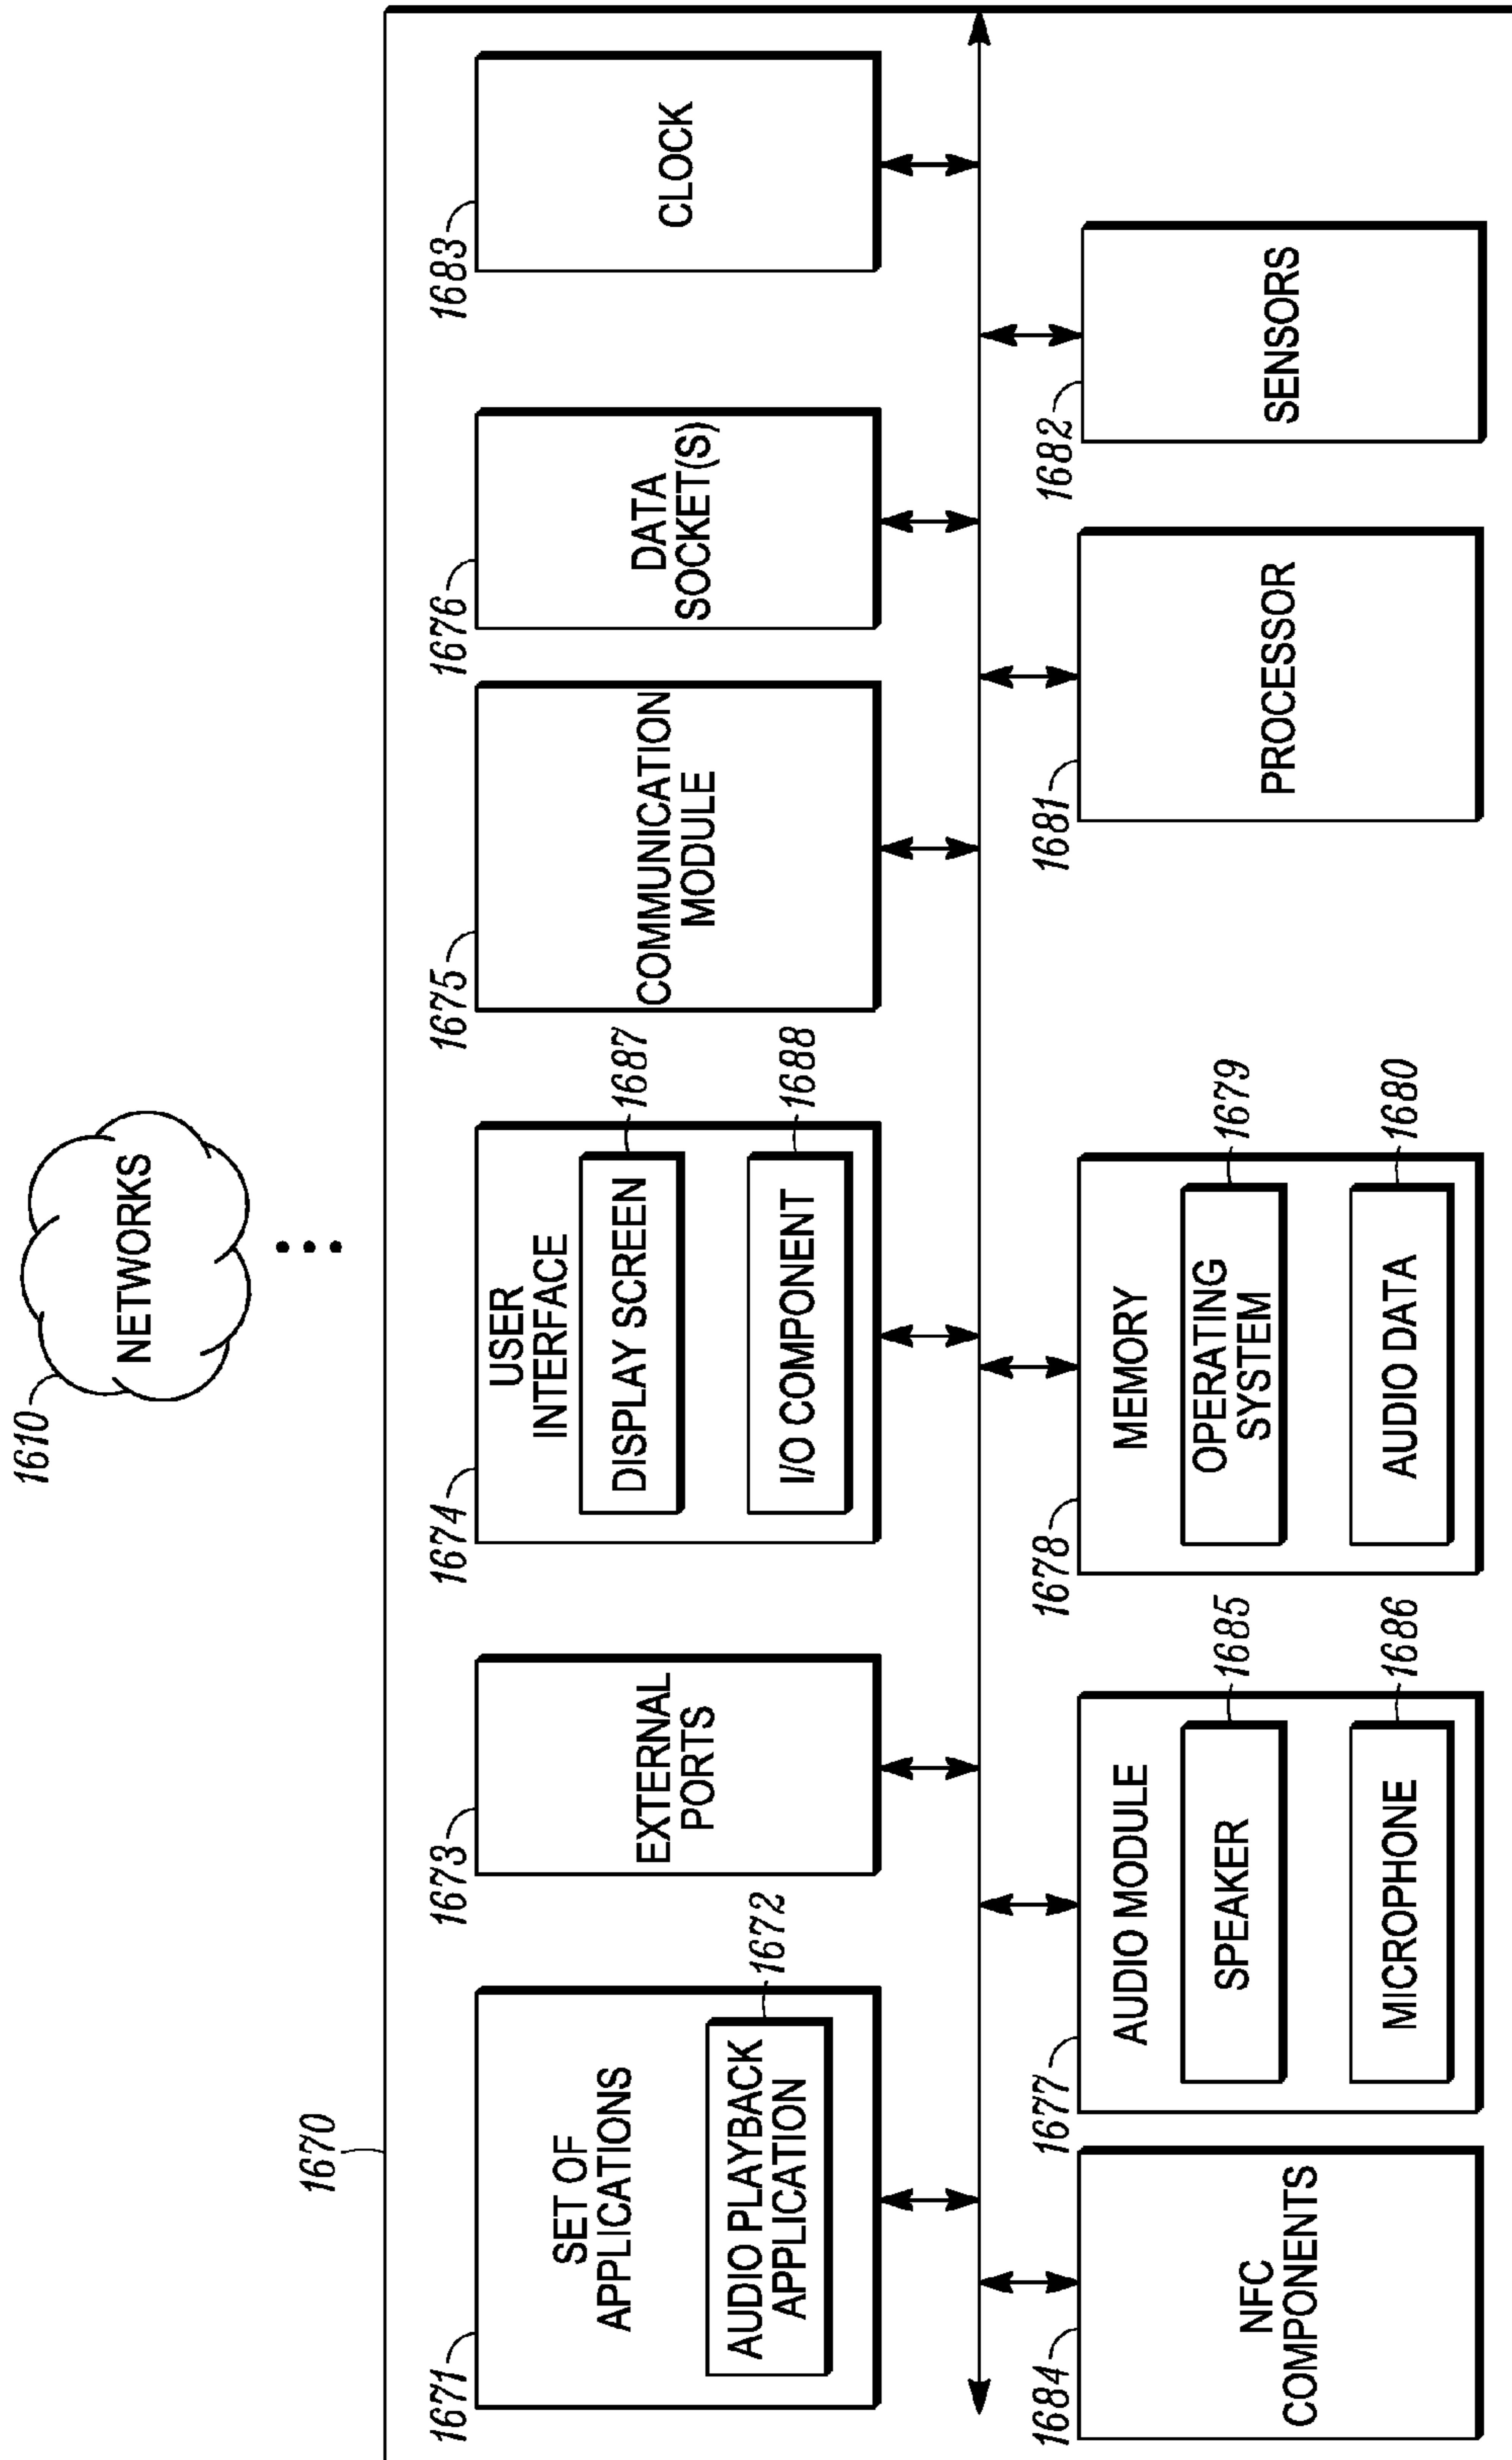 1610
NETWORKS
1670
1671
SET OF
APPLICATIONS
AUDIO PLAYBACK
APPLICATION
1672
1673
EXTERNAL
PORTS
1674
USER
INTERFACE
DISPLAY SCREEN
1687
I/O COMPONENT
1688
1675
COMMUNICATION
MODULE
1676
DATA
SOCKET(S)
1683
CLOCK
1684
NFC
COMPONENTS
1677
AUDIO MODULE
SPEAKER
1685
MICROPHONE
1686
1678
MEMORY
OPERATING
SYSTEM
1679
AUDIO DATA
1680
1681
PROCESSOR
1682
SENSORS